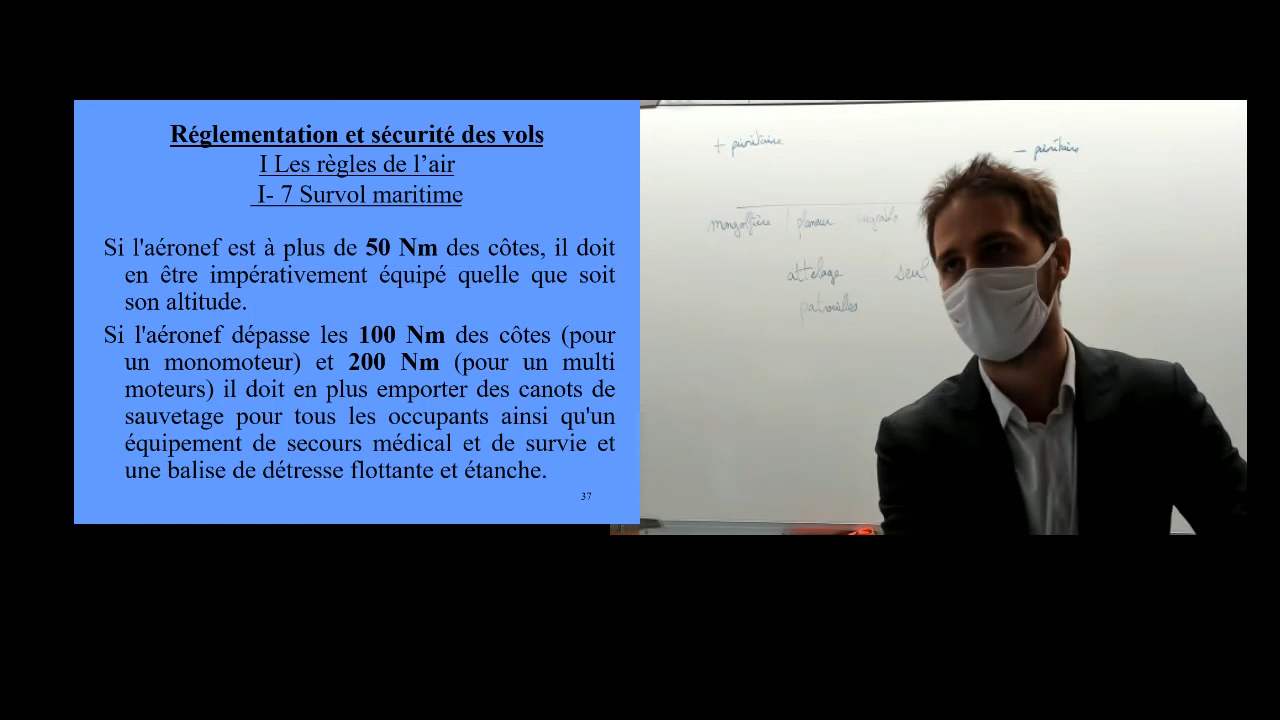 Réglementation et sécurité des vols
I Les règles de l’air
I- 7 Survol maritime
Si l'aéronef est à plus de 50 Nm des côtes, il doit
en être impérativement équipé quelle que soit
son altitude.
Si l'aéronef dépasse les 100 Nm des côtes (pour
un monomoteur) et 200 Nm (pour un multi
moteurs) il doit en plus emporter des canots de
sauvetage pour tous les occupants ainsi qu'un
équipement de secours médical et de survie et
une balise de détresse flottante et étanche.
37
+ prioritaire
- prioritaire
mongolfière planeur
attelage seul
patrouilles